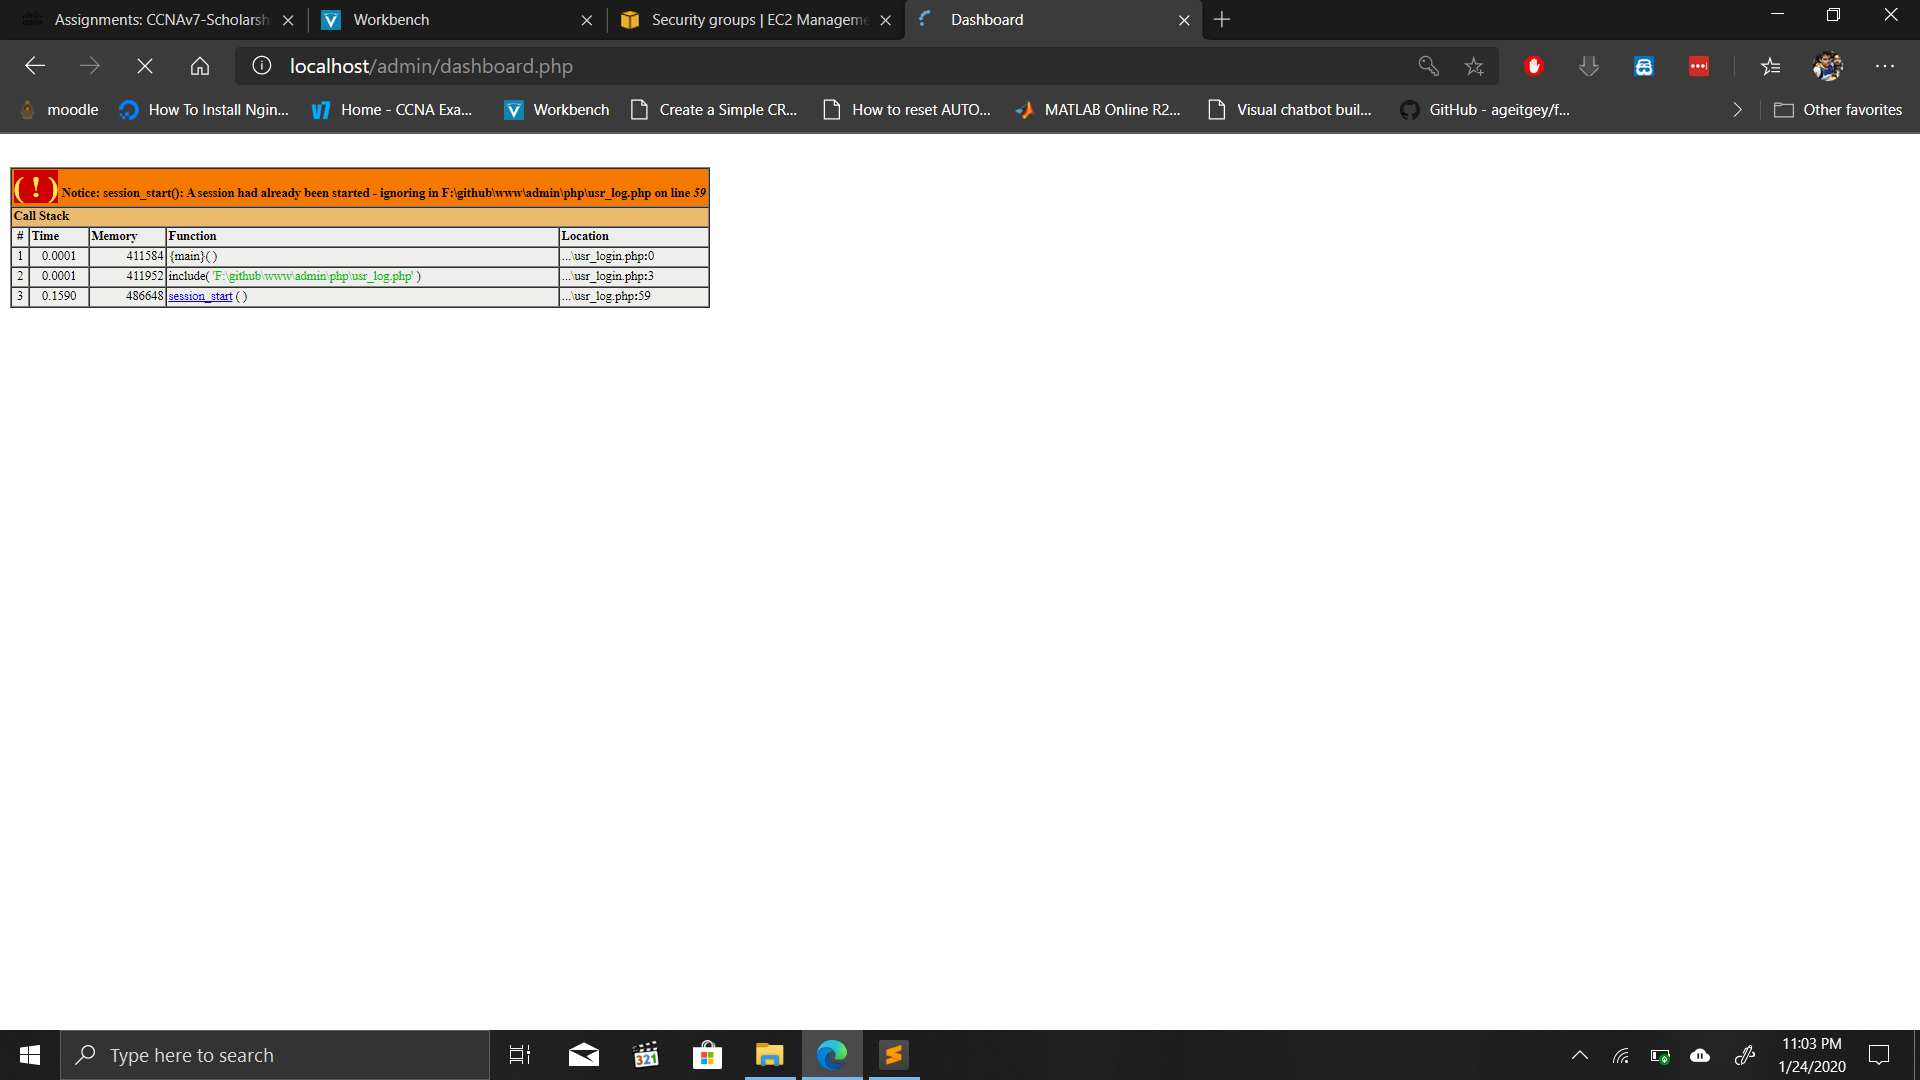 Assignments: CCNAv7-Scholarsh
Workbench
Security groups | EC2 Manageme
Dashboard
localhost/admin/dashboard.php
moodle
How To Install Ngin...
Home - CCNA Exa...
Workbench
Create a Simple CR...
How to reset AUTO...
MATLAB Online R2...
Visual chatbot buil...
GitHub - ageitgey/f...
Other favorites
( ! ) Notice: session_start(): A session had already been started - ignoring in F:\github\www\admin\php\usr_log.php on line 59
Call Stack
# Time Memory Function Location
1 0.0001 411584 {main}( ) ...\usr_login.php:0
2 0.0001 411952 include( 'F:\github\www\admin\php\usr_log.php' ) ...\usr_login.php:3
3 0.1590 486648 session_start ( ) ...\usr_log.php:59
Type here to search
321
11:03 PM
1/24/2020